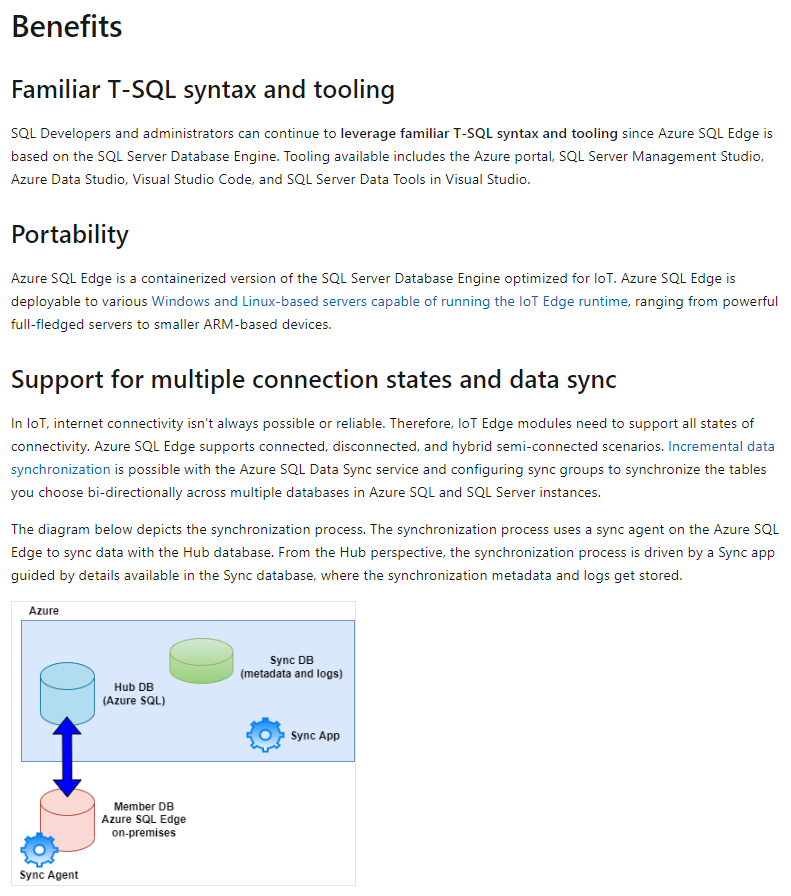 Benefits
Familiar T-SQL syntax and tooling
SQL Developers and administrators can continue to leverage familiar T-SQL syntax and tooling since Azure SQL Edge is
based on the SQL Server Database Engine. Tooling available includes the Azure portal, SQL Server Management Studio,
Azure Data Studio, Visual Studio Code, and SQL Server Data Tools in Visual Studio.
Portability
Azure SQL Edge is a containerized version of the SQL Server Database Engine optimized for IoT. Azure SQL Edge is
deployable to various Windows and Linux-based servers capable of running the IoT Edge runtime, ranging from powerful
full-fledged servers to smaller ARM-based devices.
Support for multiple connection states and data sync
In IoT, internet connectivity isn't always possible or reliable. Therefore, IoT Edge modules need to support all states of
connectivity. Azure SQL Edge supports connected, disconnected, and hybrid semi-connected scenarios. Incremental data
synchronization is possible with the Azure SQL Data Sync service and configuring sync groups to synchronize the tables
you choose bi-directionally across multiple databases in Azure SQL and SQL Server instances.
The diagram below depicts the synchronization process. The synchronization process uses a sync agent on the Azure SQL
Edge to sync data with the Hub database. From the Hub perspective, the synchronization process is driven by a Sync app
guided by details available in the Sync database, where the synchronization metadata and logs get stored.
Azure
Sync DB
(metadata and logs)
Hub DB
(Azure SQL)
Sync App
Member DB
Azure SQL Edge
on-premises
Sync Agent